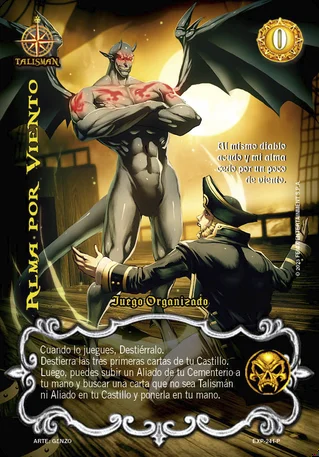 TALISMAN
0
Alma por Viento
Al mismo diablo
acudo y mi alma
cedo por un poco
de viento.
Juego Organizado
Cuando lo juegues, Destiérralo.
Destierra las tres primeras cartas de tu Castillo.
Luego, puedes subir un Aliado de tu Cementerio a
tu mano y buscar una carta que no sea Talismán
ni Aliado en tu Castillo y ponerla en tu mano.
ARTE: GENZO
EXP-241-P